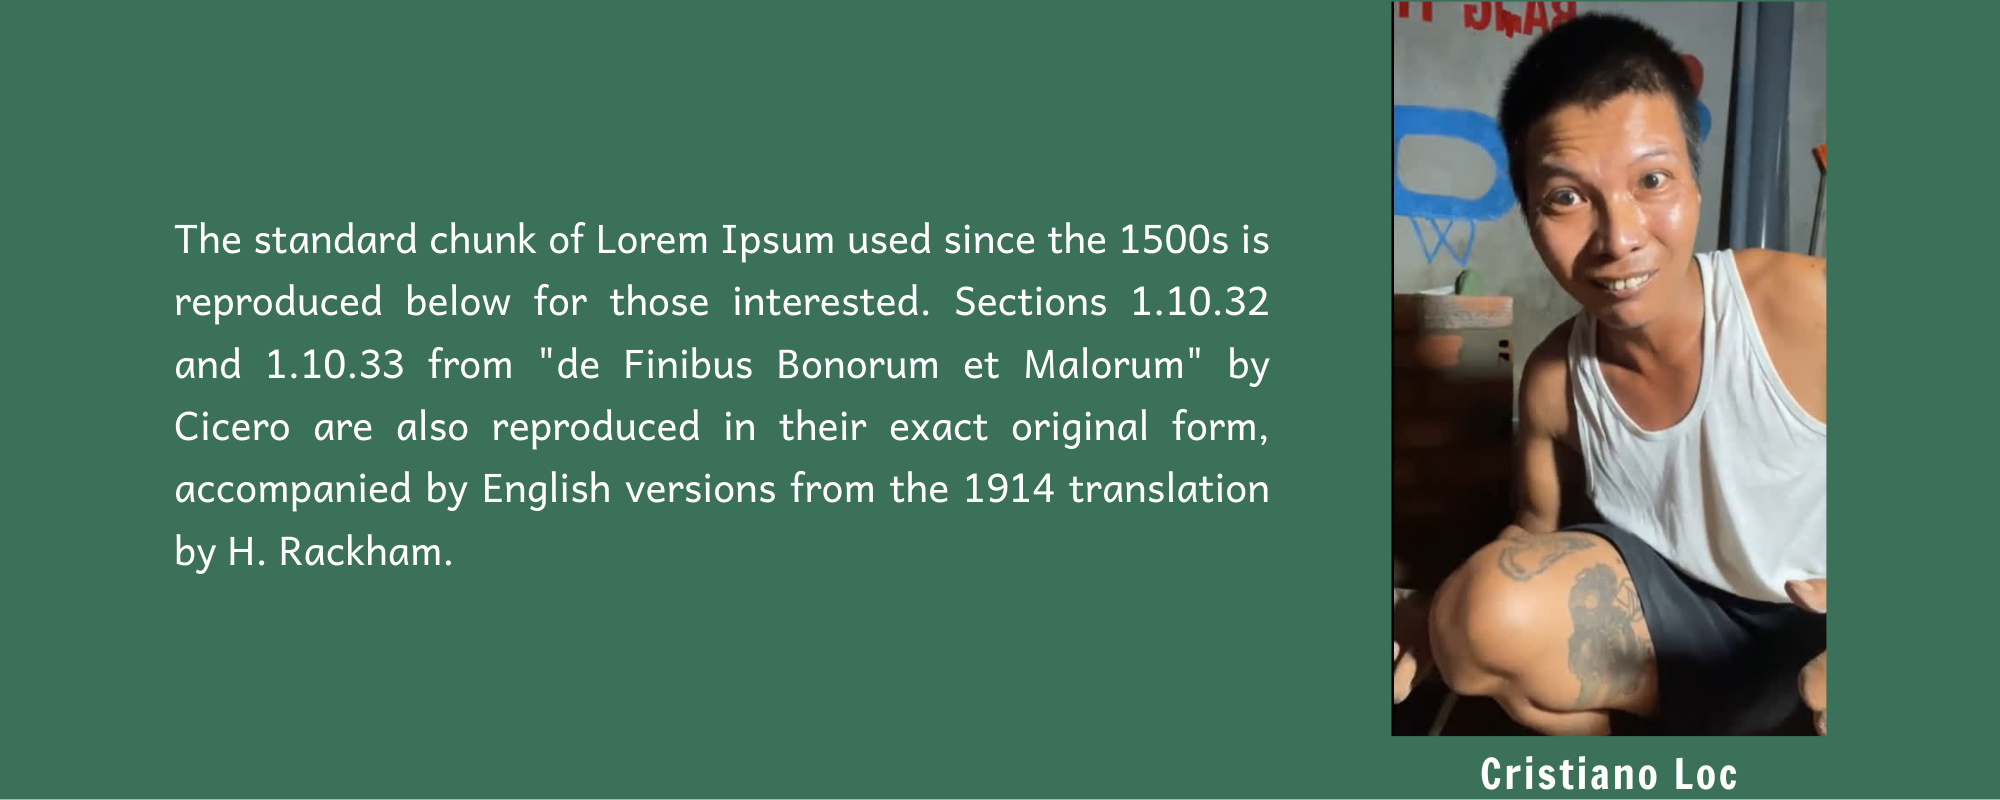 The standard chunk of Lorem Ipsum used since the 1500s is
reproduced below for those interested. Sections 1.10.32
and 1.10.33 from "de Finibus Bonorum et Malorum" by
Cicero are also reproduced in their exact original form,
accompanied by English versions from the 1914 translation
by H. Rackham.
Cristiano Loc